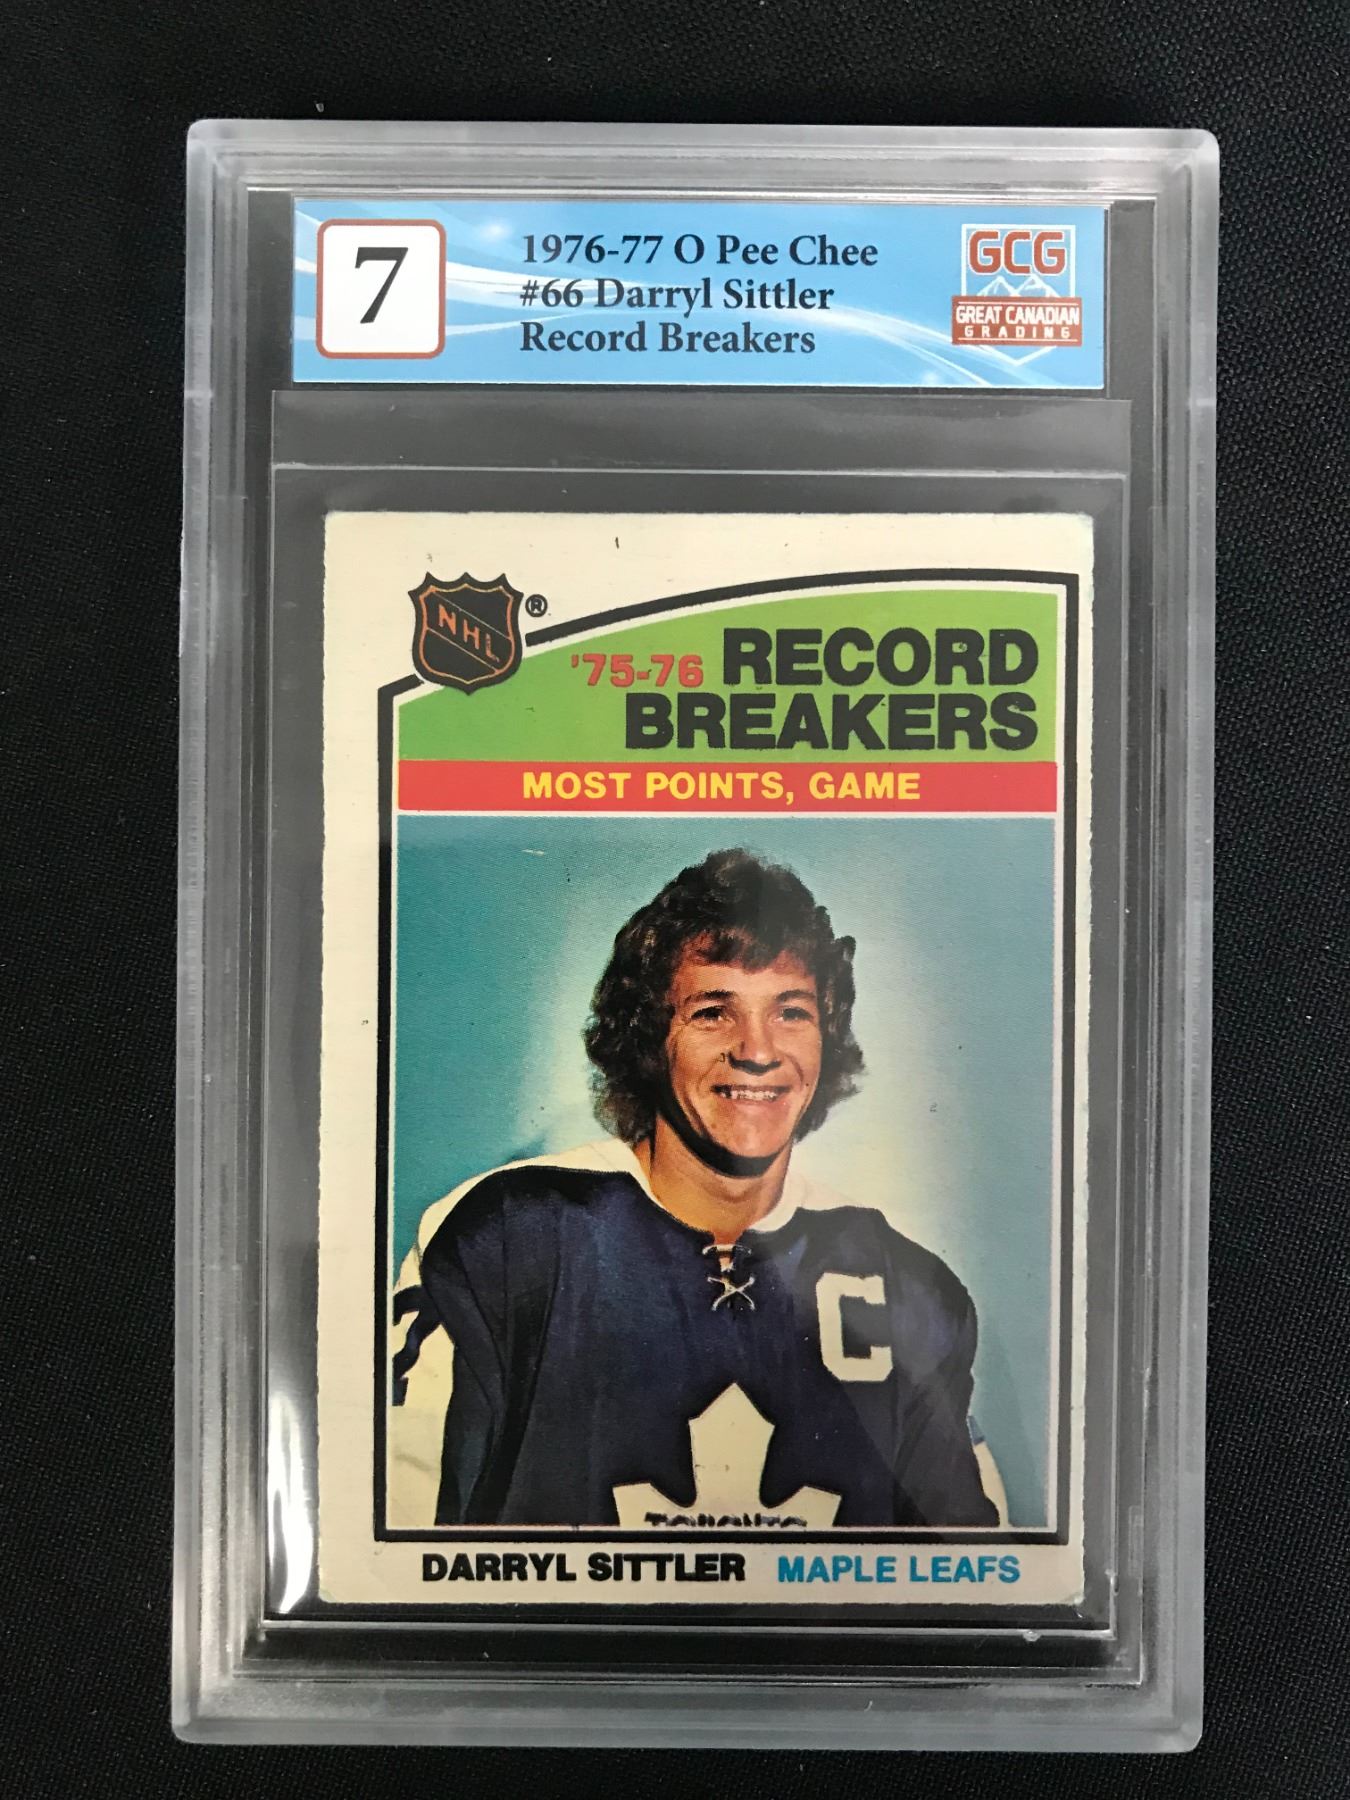 7
1976-77 O Pee Chee
#66 Darryl Sittler
Record Breakers
GCG
GREAT CANADIAN
GRADING
NHL ®
'75-76 RECORD
BREAKERS
MOST POINTS, GAME
C
TORONTO
DARRYL SITTLER MAPLE LEAFS